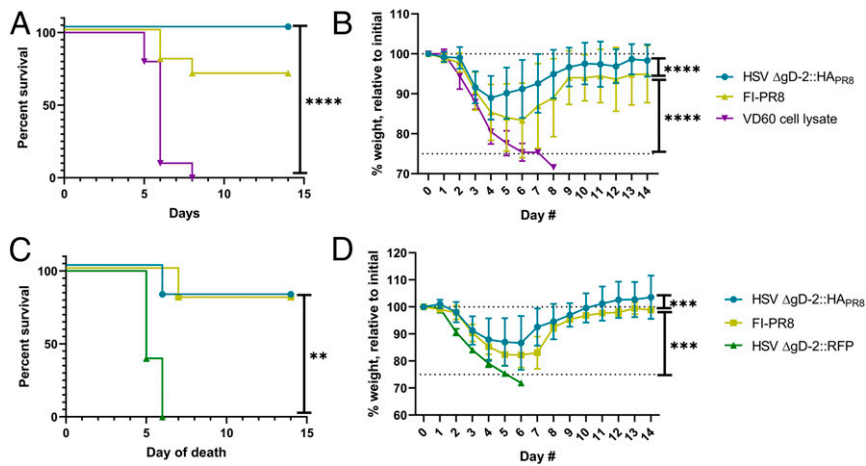 A
Percent survival
100
50
0
0 5 10 15
Days
****
B
% weight, relative to initial
110
100
90
80
70
0 1 2 3 4 5 6 7 8 9 10 11 12 13 14
Day #
****
****
HSV ΔgD-2::HAPR8
FI-PR8
VD60 cell lysate
C
Percent survival
100
50
0
0 5 10 15
Day of death
**
D
% weight, relative to initial
120
110
100
90
80
70
60
0 1 2 3 4 5 6 7 8 9 10 11 12 13 14
Day #
***
***
HSV ΔgD-2::HAPR8
FI-PR8
HSV ΔgD-2::RFP